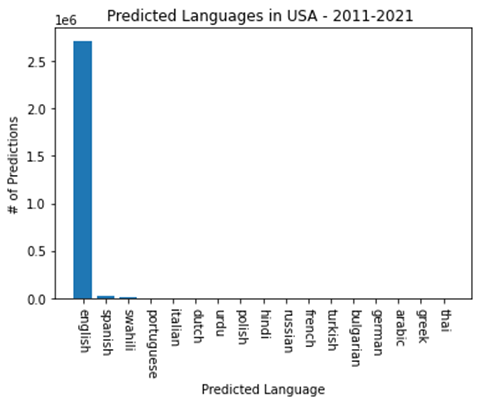 Predicted Languages in USA - 2011-2021
1e6
2.5
2.0
1.5
1.0
0.5
0.0
# of Predictions
english
spanish
swahili
portuguese
italian
dutch
urdu
polish
hindi
russian
french
turkish
bulgarian
german
arabic
greek
thai
Predicted Language